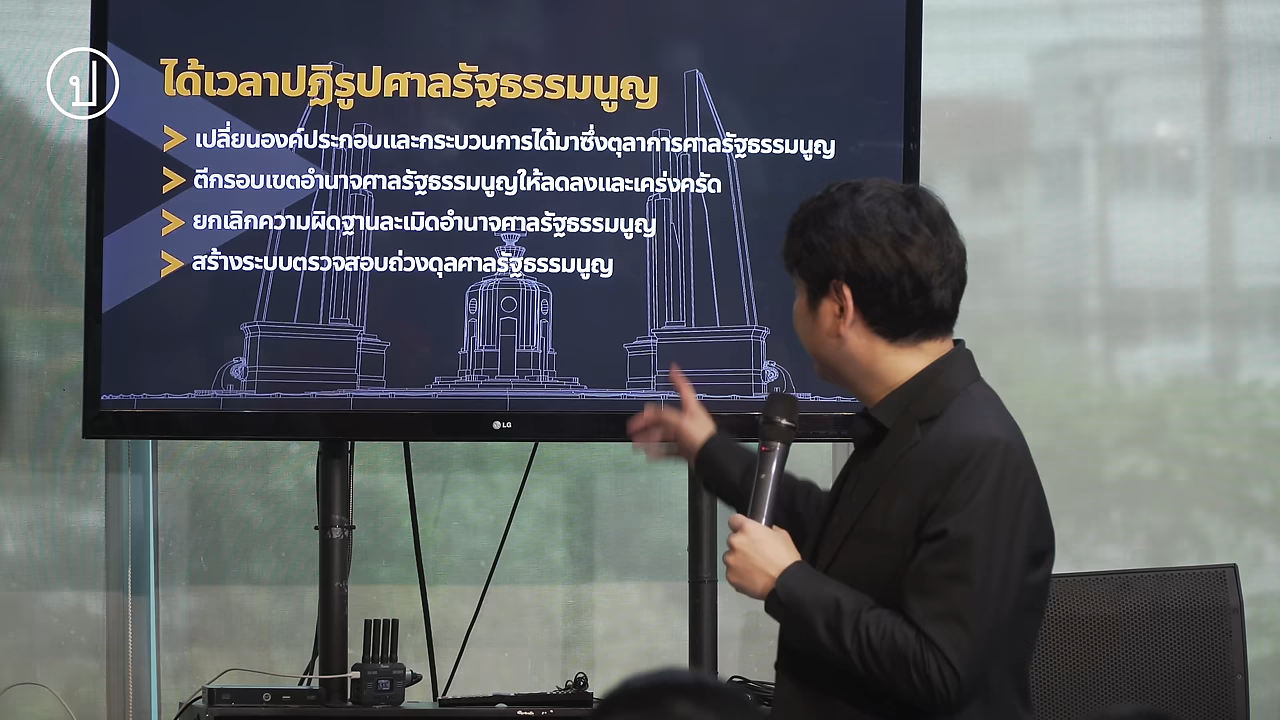 ป
ได้เวลาปฏิรูปศาลรัฐธรรมนูญ
เปลี่ยนองค์ประกอบและกระบวนการได้มาซึ่งตุลาการศาลรัฐธรรมนูญ
ตีกรอบเขตอำนาจศาลรัฐธรรมนูญให้ลดลงและเคร่งครัด
ยกเลิกความผิดฐานละเมิดอำนาจศาลรัฐธรรมนูญ
สร้างระบบตรวจสอบถ่วงดุลศาลรัฐธรรมนูญ
LG